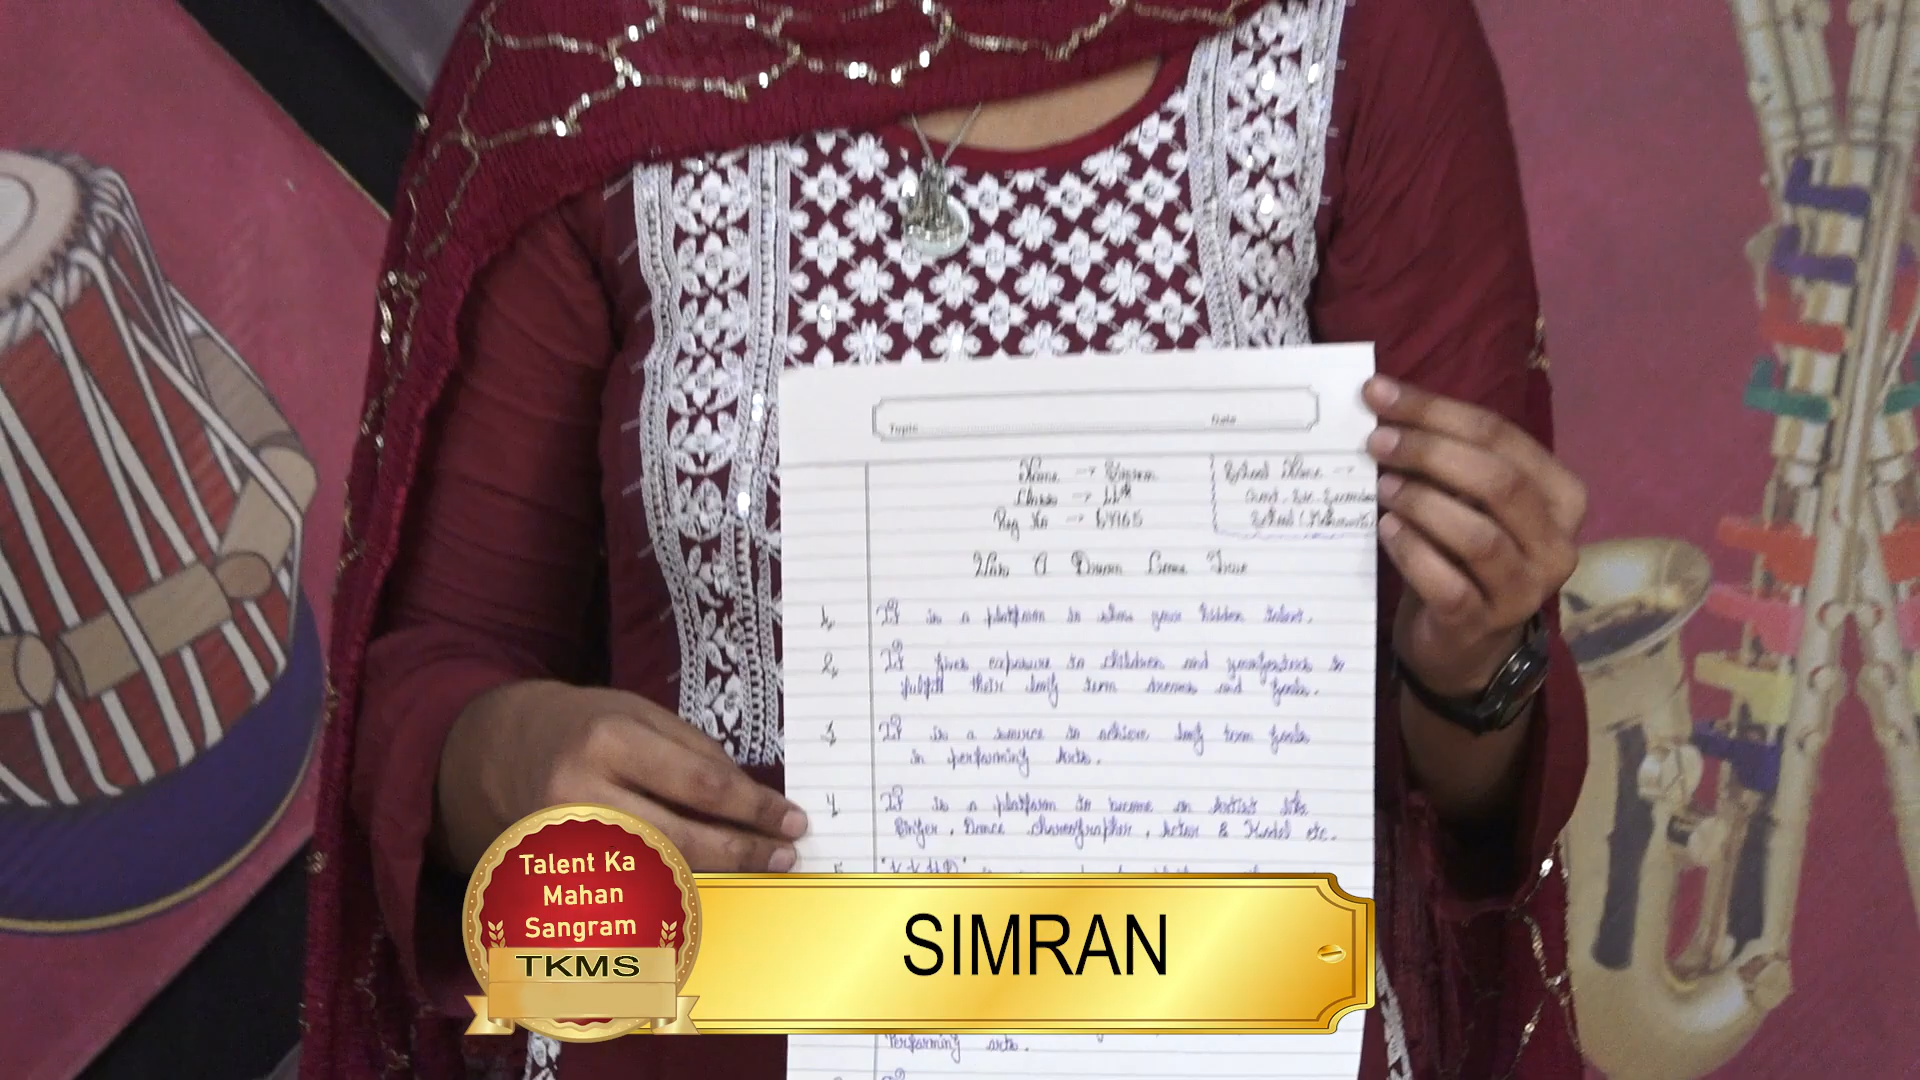 Topic Date
Name → Simran
Class → 11th
Reg No → 64965
School Name →
Govt. Sr. Secondary
School
Was A Dream Come True
1. It is a platform to show your hidden talent.
2. It gives exposure to children and youngsters to
fulfill their long term dreams and goals.
3. It is a source to achieve long term goals
in performing Arts.
4. It is a platform to become an Artist like
Singer, Dance choreographer, Actor & Model etc.
5.
Performing arts.
Talent Ka
Mahan
Sangram
TKMS
SIMRAN